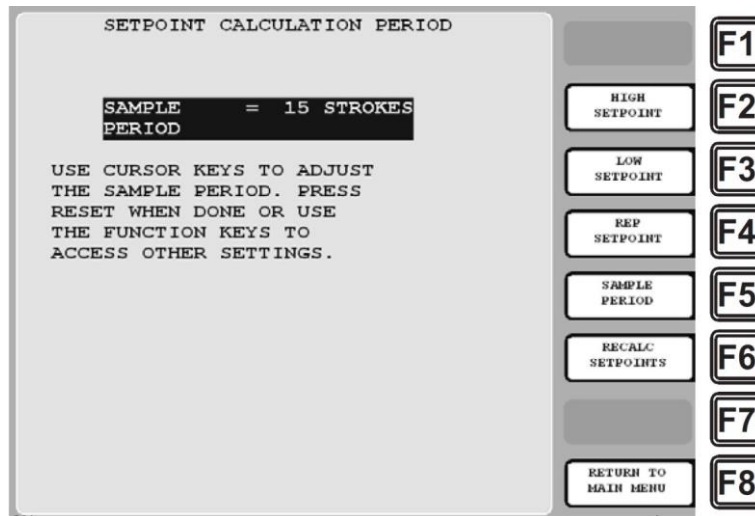 SETPOINT CALCULATION PERIOD
SAMPLE = 15 STROKES
PERIOD
USE CURSOR KEYS TO ADJUST
THE SAMPLE PERIOD. PRESS
RESET WHEN DONE OR USE
THE FUNCTION KEYS TO
ACCESS OTHER SETTINGS.
F1
HIGH
SETPOINT
F2
LOW
SETPOINT
F3
REP
SETPOINT
F4
SAMPLE
PERIOD
F5
RECALC
SETPOINTS
F6
F7
RETURN TO
MAIN MENU
F8